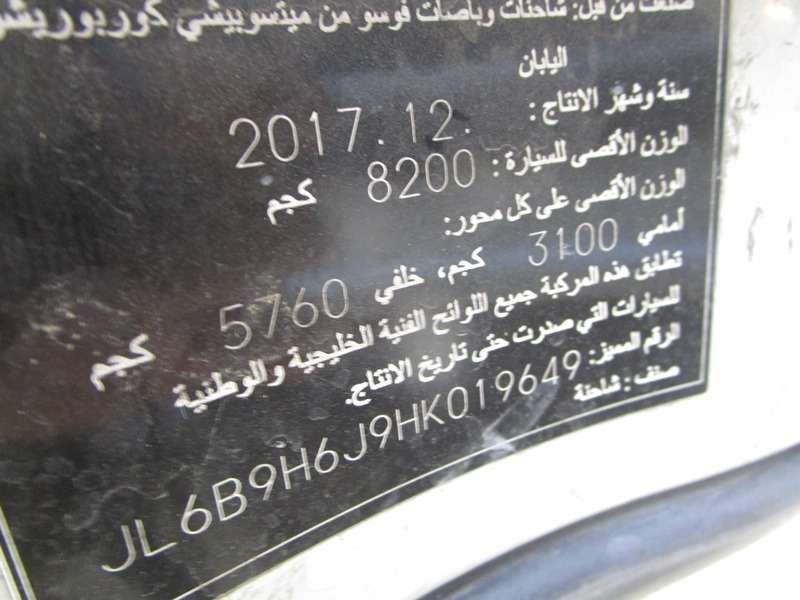 صنعت من قبل: شاحنات وباصات فوسو من ميتسوبيشي كوربوريشن
اليابان
سنة وشهر الانتاج : 2017.12.
الوزن الأقصى للسيارة : 8200 كجم
الوزن الأقصى على كل محور:
أمامي 3100 كجم، خلفي 5760 كجم
تطابق هذه المركبة جميع اللوائح الفنية الخليجية والوطنية
للسيارات التي صدرت حتى تاريخ الانتاج.
الرقم المميز: JL6B9H6J9HK019649
صنف : شاحنة